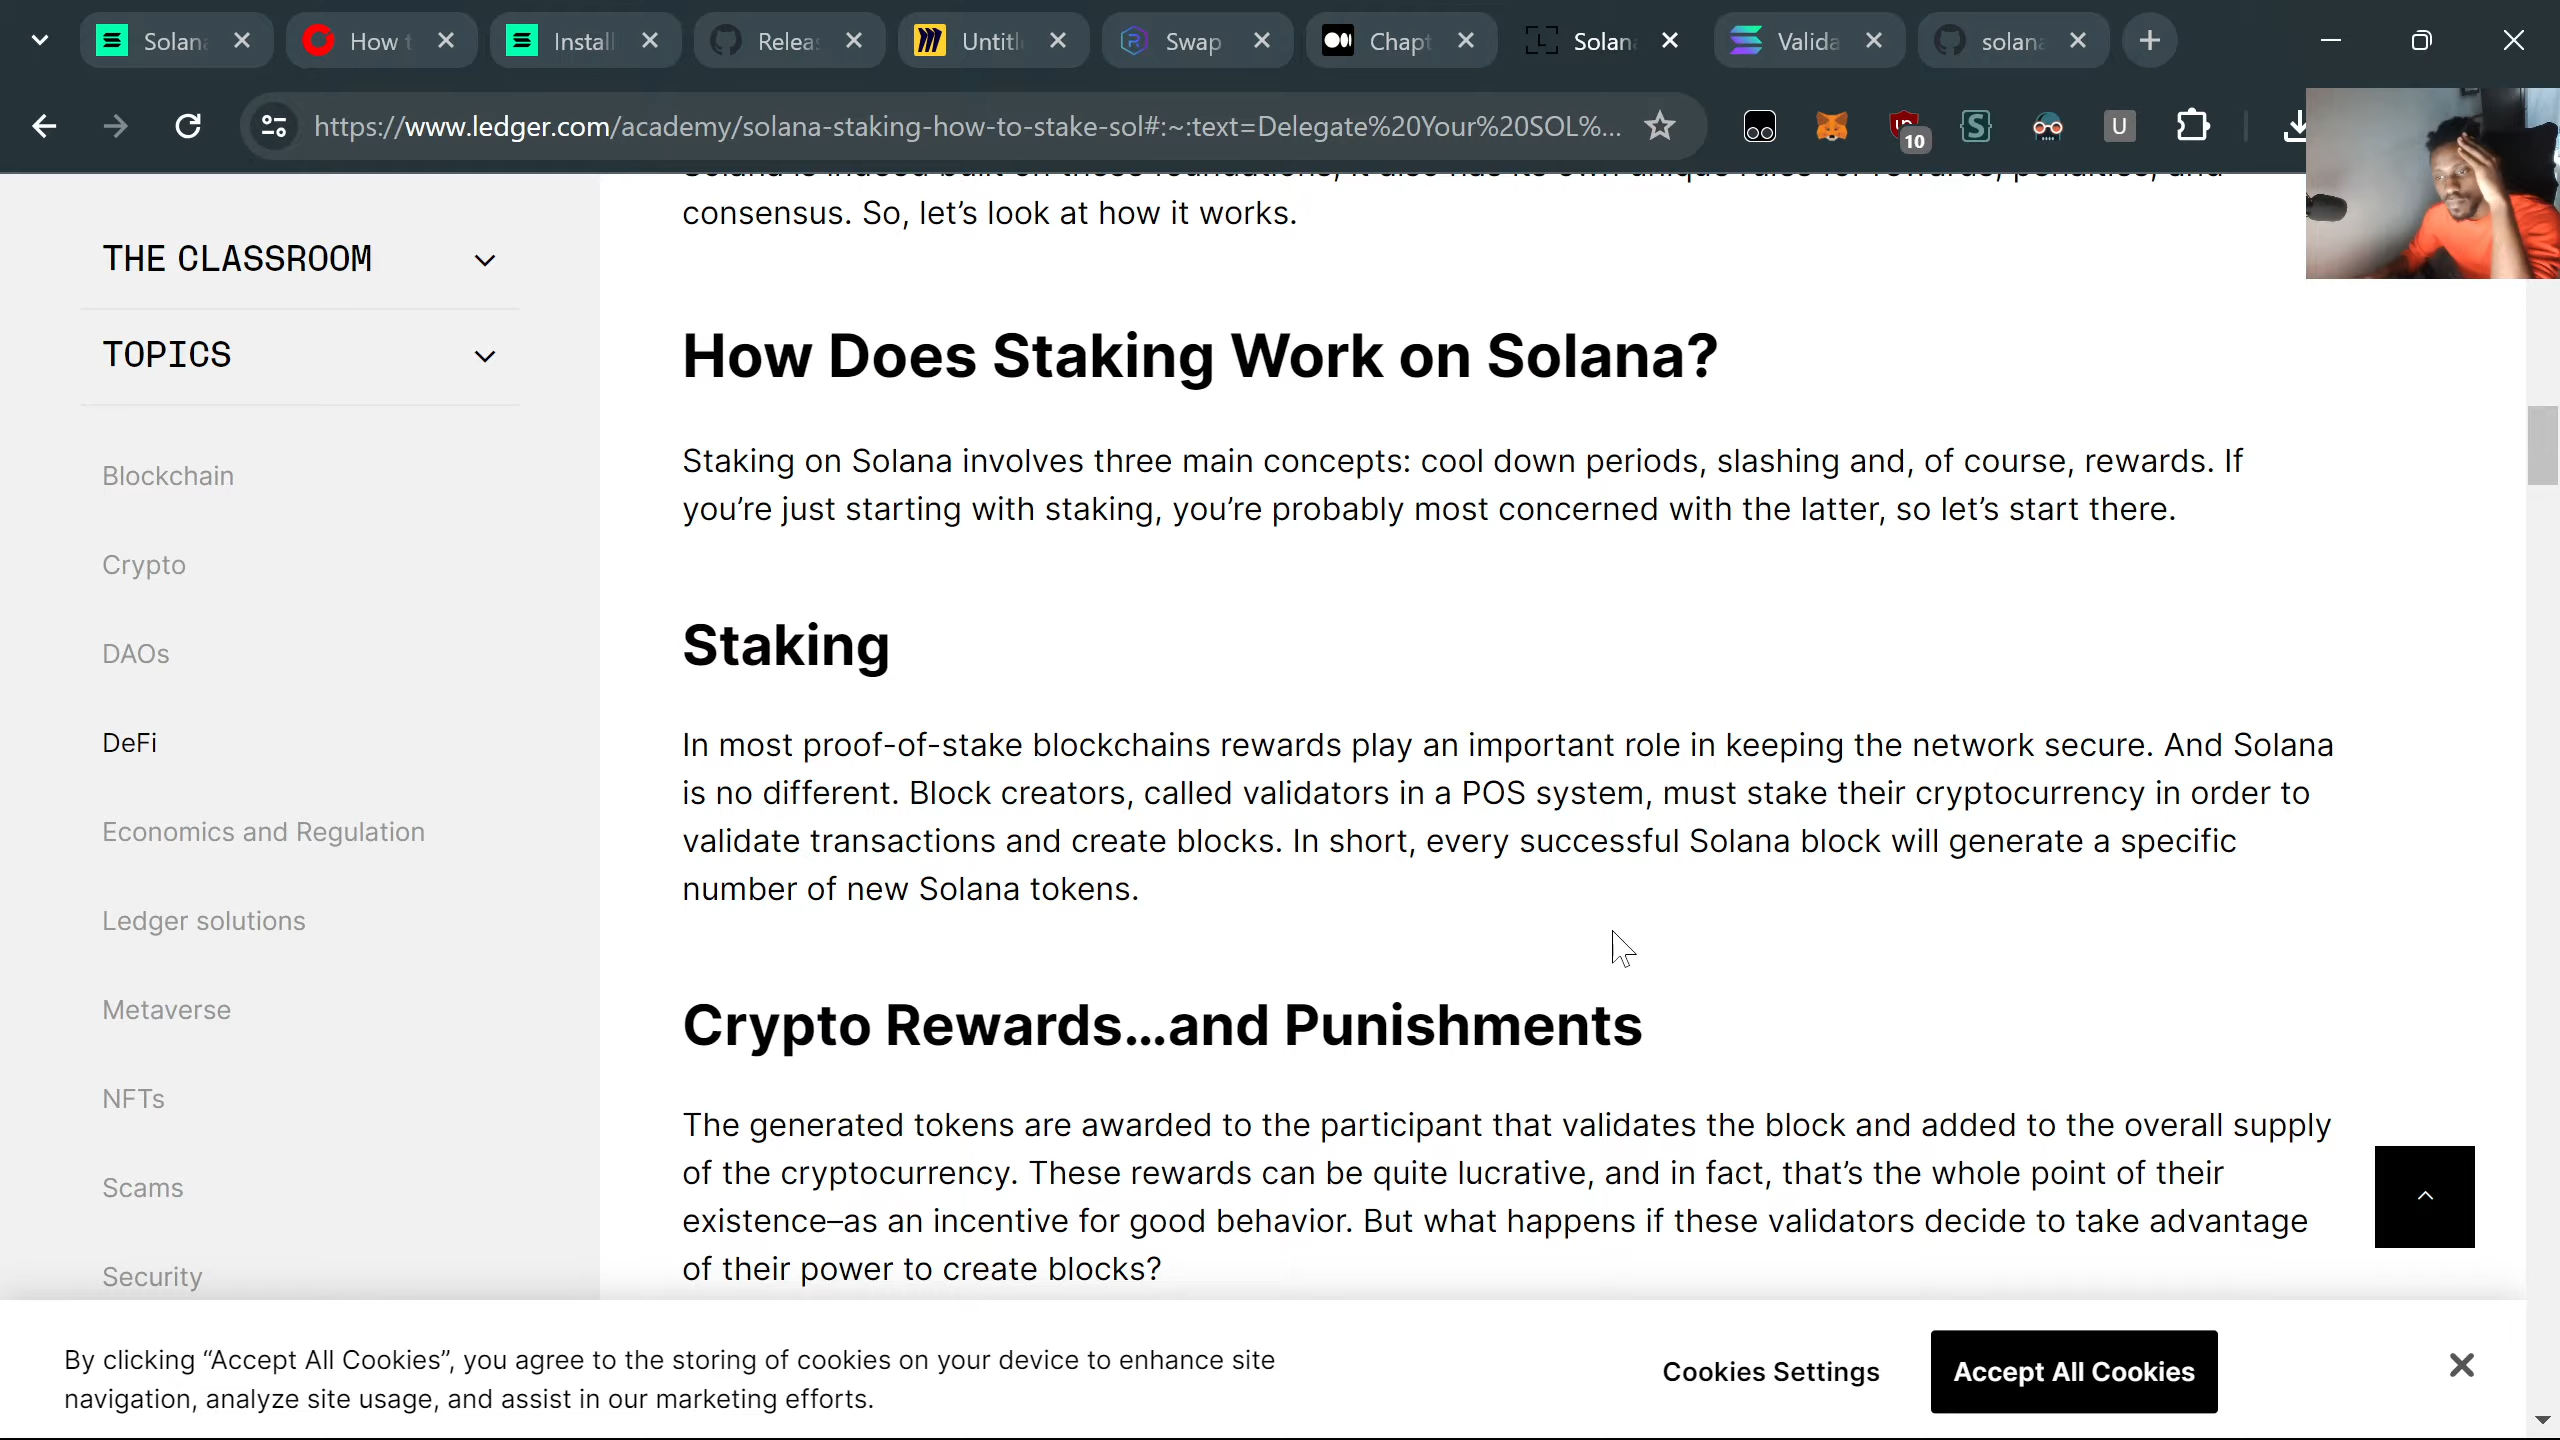 Solan
How t
Install
Relea
Untitl
Swap
Chapt
Solan
Valida
solana
https://www.ledger.com/academy/solana-staking-how-to-stake-sol#:~:text=Delegate%20Your%20SOL%...
10
U
consensus. So, let’s look at how it works.
THE CLASSROOM
TOPICS
Blockchain
Crypto
DAOs
DeFi
Economics and Regulation
Ledger solutions
Metaverse
NFTs
Scams
Security
How Does Staking Work on Solana?
Staking on Solana involves three main concepts: cool down periods, slashing and, of course, rewards. If
you’re just starting with staking, you’re probably most concerned with the latter, so let’s start there.
Staking
In most proof-of-stake blockchains rewards play an important role in keeping the network secure. And Solana
is no different. Block creators, called validators in a POS system, must stake their cryptocurrency in order to
validate transactions and create blocks. In short, every successful Solana block will generate a specific
number of new Solana tokens.
Crypto Rewards…and Punishments
The generated tokens are awarded to the participant that validates the block and added to the overall supply
of the cryptocurrency. These rewards can be quite lucrative, and in fact, that’s the whole point of their
existence–as an incentive for good behavior. But what happens if these validators decide to take advantage
of their power to create blocks?
By clicking “Accept All Cookies”, you agree to the storing of cookies on your device to enhance site
navigation, analyze site usage, and assist in our marketing efforts.
Cookies Settings
Accept All Cookies